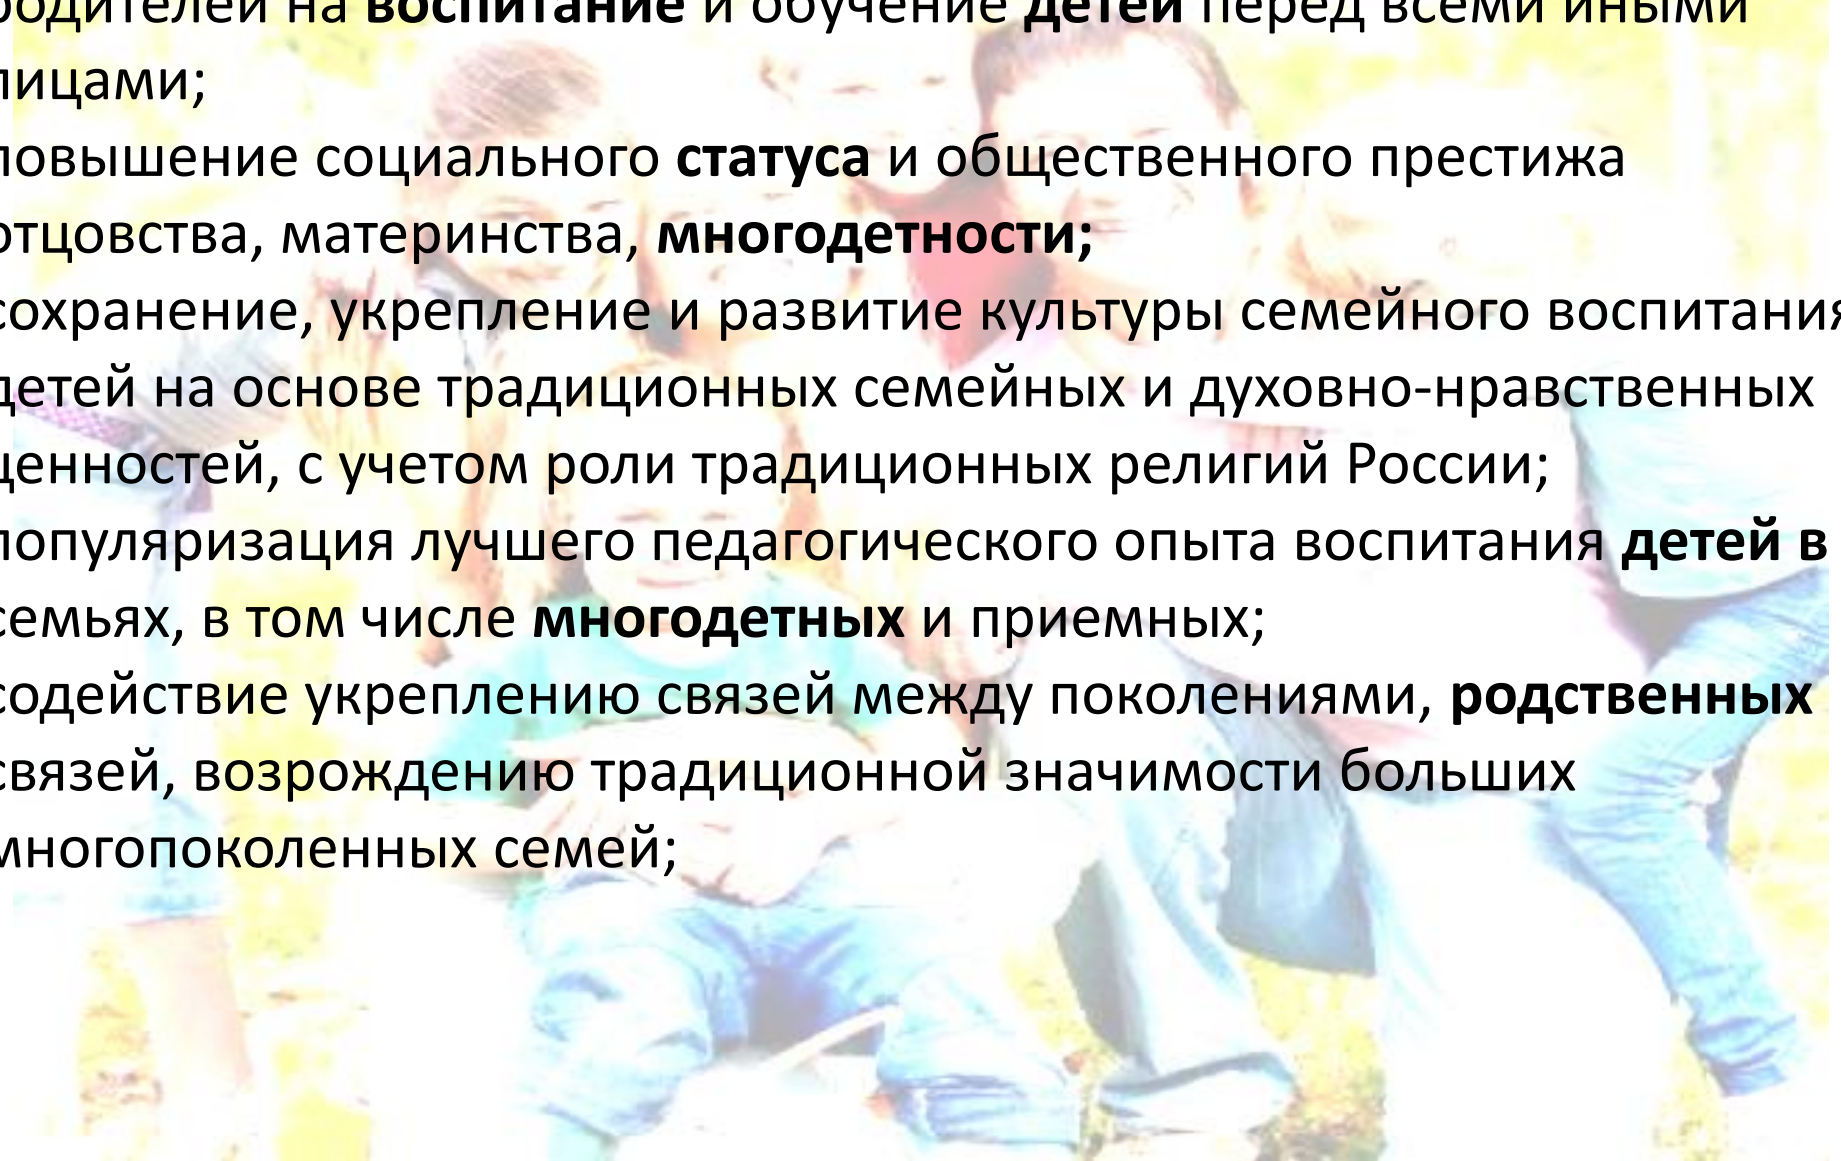 родителей на воспитание и обучение детей перед всеми иными
лицами;
повышение социального статуса и общественного престижа
отцовства, материнства, многодетности;
сохранение, укрепление и развитие культуры семейного воспитания
детей на основе традиционных семейных и духовно-нравственных
ценностей, с учетом роли традиционных религий России;
популяризация лучшего педагогического опыта воспитания детей в
семьях, в том числе многодетных и приемных;
содействие укреплению связей между поколениями, родственных
связей, возрождению традиционной значимости больших
многопоколенных семей;